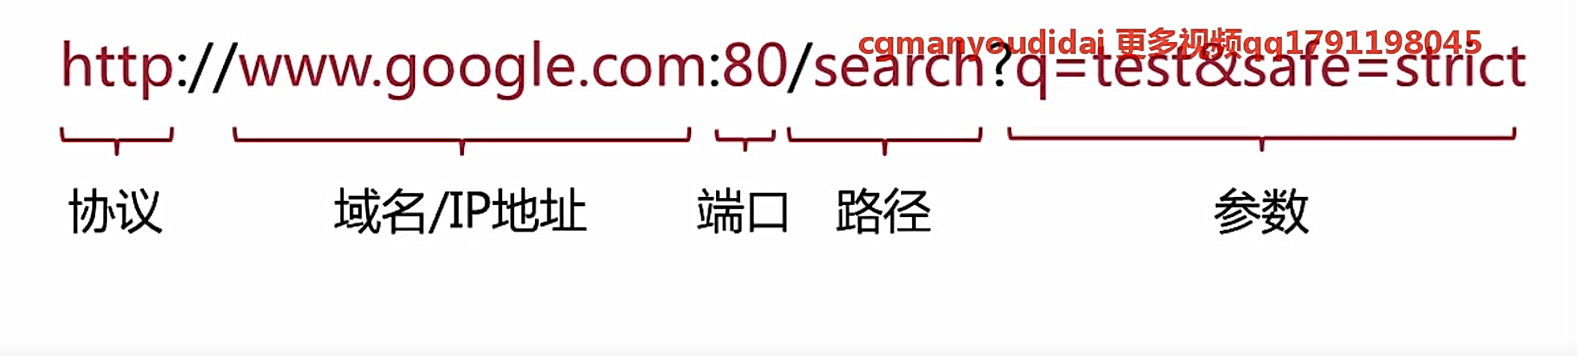 cgmanyoudidai 更多视频qq1791198045
http://www.google.com:80/search?q=test&safe=strict
协议 域名/IP地址 端口 路径 参数